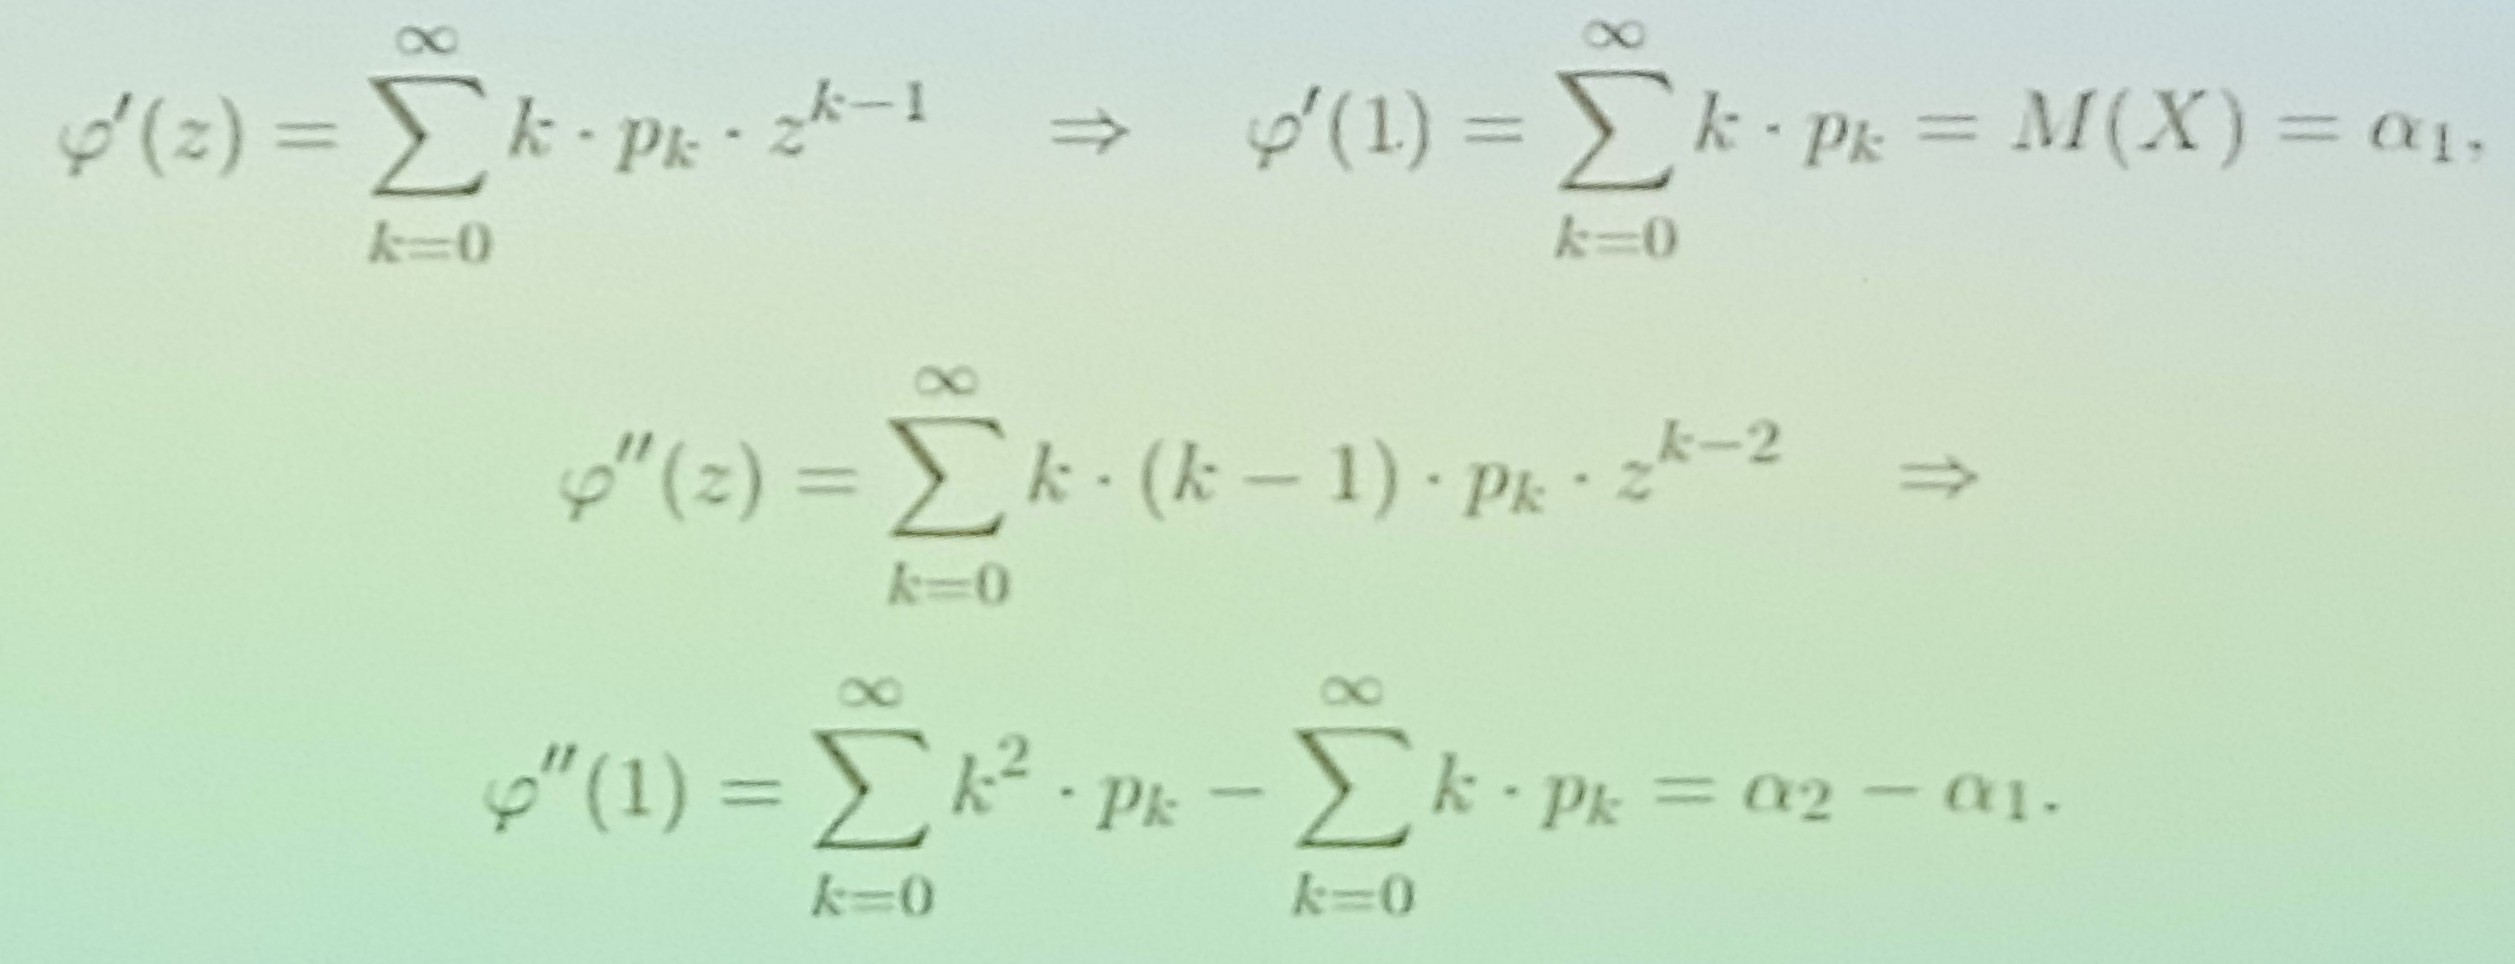 φ′(z) = ∑_{k=0}^{∞} k · p_k · z^{k−1} ⇒ φ′(1) = ∑_{k=0}^{∞} k · p_k = M(X) = α_1,
φ″(z) = ∑_{k=0}^{∞} k · (k − 1) · p_k · z^{k−2} ⇒
φ″(1) = ∑_{k=0}^{∞} k^2 · p_k − ∑_{k=0}^{∞} k · p_k = α_2 − α_1.